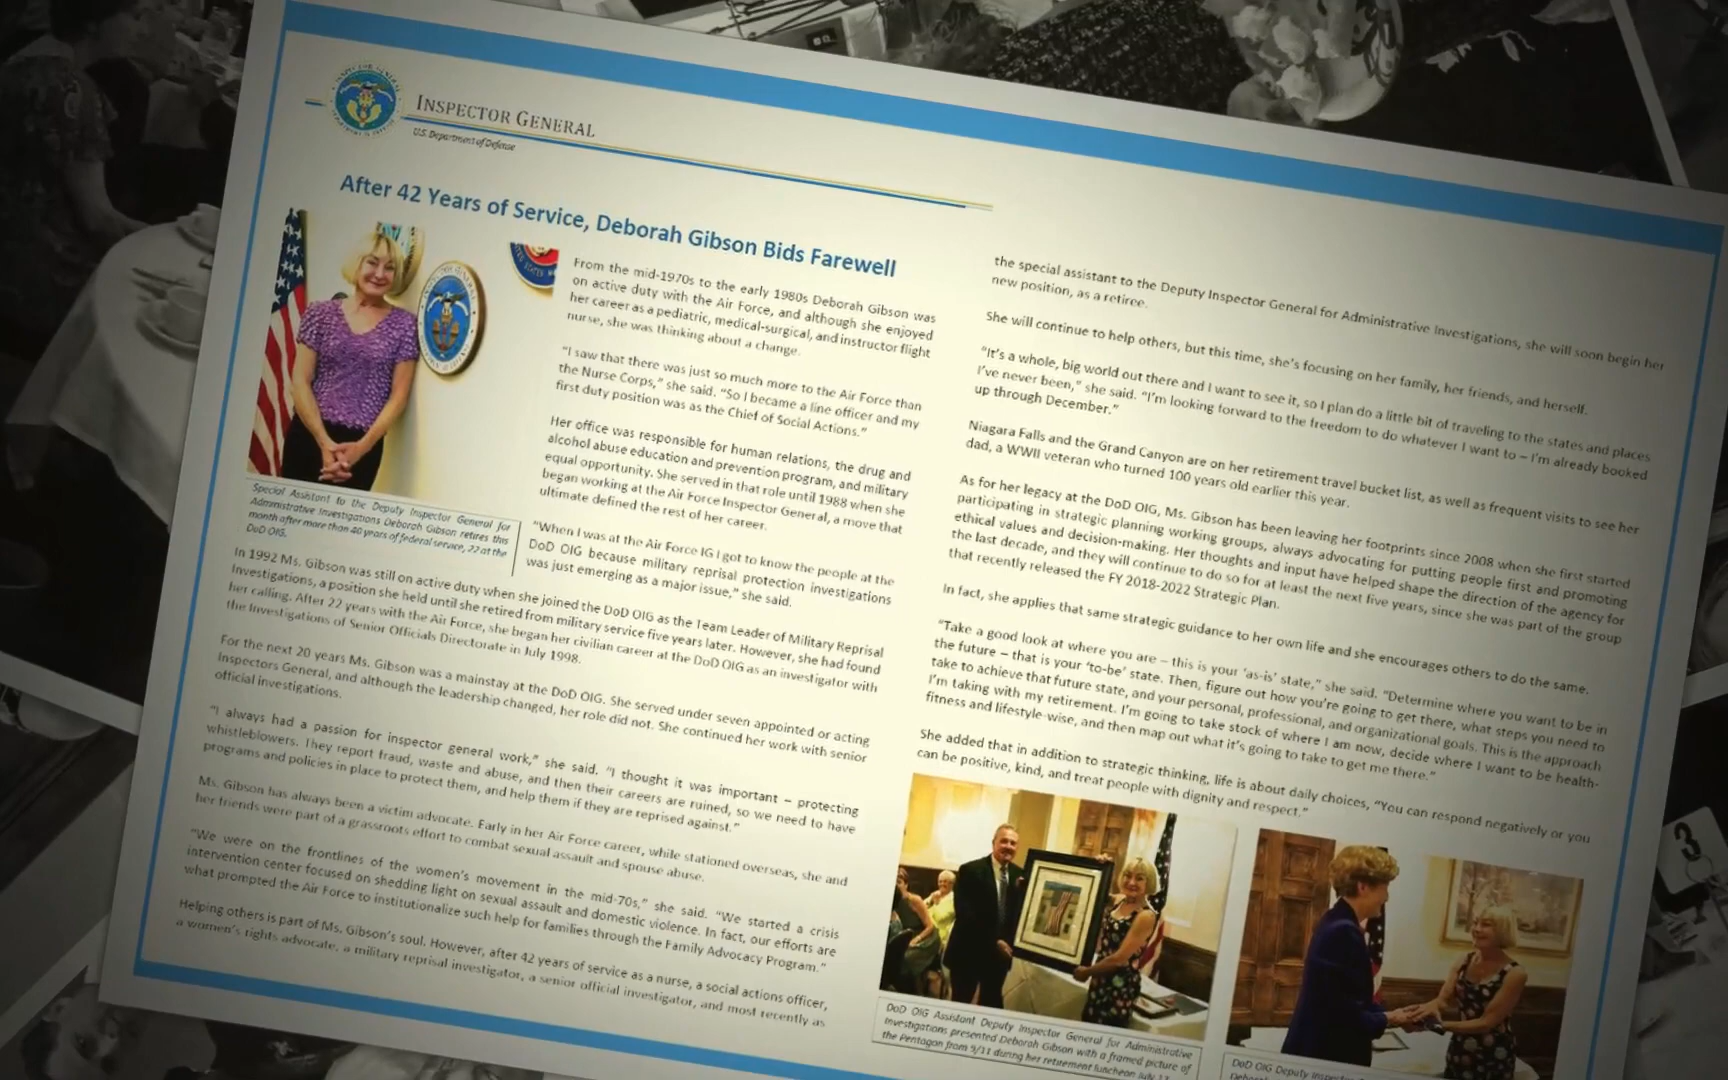 INSPECTOR GENERAL
U.S. Department of Defense
After 42 Years of Service, Deborah Gibson Bids Farewell
From the mid-1970s to the early 1980s Deborah Gibson was
on active duty with the Air Force, and although she enjoyed
her career as a pediatric, medical-surgical, and instructor flight
nurse, she was thinking about a change.
"I saw that there was just so much more to the Air Force than
the Nurse Corps," she said. "So I became a line officer and my
first duty position was as the Chief of Social Actions."
Her office was responsible for human relations, the drug and
alcohol abuse education and prevention program, and military
equal opportunity. She served in that role until 1988 when she
began working at the Air Force Inspector General, a move that
ultimate defined the rest of her career.
"When I was at the Air Force IG I got to know the people at the
DoD OIG because military reprisal protection investigations
was just emerging as a major issue," she said.
Special Assistant to the Deputy Inspector General for
Administrative Investigations Deborah Gibson retires this
month after more than 40 years of federal service, 22 at the
DoD OIG.
In 1992 Ms. Gibson was still on active duty when she joined the DoD OIG as the Team Leader of Military Reprisal
Investigations, a position she held until she retired from military service five years later. However, she had found
her calling. After 22 years with the Air Force, she began her civilian career at the DoD OIG as an investigator with
the Investigations of Senior Officials Directorate in July 1998.
For the next 20 years Ms. Gibson was a mainstay at the DoD OIG. She served under seven appointed or acting
Inspectors General, and although the leadership changed, her role did not. She continued her work with senior
official investigations.
"I always had a passion for inspector general work," she said. "I thought it was important – protecting
whistleblowers. They report fraud, waste and abuse, and then their careers are ruined, so we need to have
programs and policies in place to protect them, and help them if they are reprised against."
Ms. Gibson has always been a victim advocate. Early in her Air Force career, while stationed overseas, she and
her friends were part of a grassroots effort to combat sexual assault and spouse abuse.
"We were on the frontlines of the women's movement in the mid-70s," she said. "We started a crisis
intervention center focused on shedding light on sexual assault and domestic violence. In fact, our efforts are
what prompted the Air Force to institutionalize such help for families through the Family Advocacy Program."
Helping others is part of Ms. Gibson's soul. However, after 42 years of service as a nurse, a social actions officer,
a women's rights advocate, a military reprisal investigator, a senior official investigator, and most recently as
the special assistant to the Deputy Inspector General for Administrative Investigations, she will soon begin her
new position, as a retiree.
She will continue to help others, but this time, she's focusing on her family, her friends, and herself.
"It's a whole, big world out there and I want to see it, so I plan do a little bit of traveling to the states and places
I've never been," she said. "I'm looking forward to the freedom to do whatever I want to – I'm already booked
up through December."
Niagara Falls and the Grand Canyon are on her retirement travel bucket list, as well as frequent visits to see her
dad, a WWII veteran who turned 100 years old earlier this year.
As for her legacy at the DoD OIG, Ms. Gibson has been leaving her footprints since 2008 when she first started
participating in strategic planning working groups, always advocating for putting people first and promoting
ethical values and decision-making. Her thoughts and input have helped shape the direction of the agency for
the last decade, and they will continue to do so for at least the next five years, since she was part of the group
that recently released the FY 2018-2022 Strategic Plan.
In fact, she applies that same strategic guidance to her own life and she encourages others to do the same.
"Take a good look at where you are – this is your 'as-is' state," she said. "Determine where you want to be in
the future – that is your 'to-be' state. Then, figure out how you're going to get there, what steps you need to
take to achieve that future state, and your personal, professional, and organizational goals. This is the approach
I'm taking with my retirement. I'm going to take stock of where I am now, decide where I want to be health-
fitness and lifestyle-wise, and then map out what it's going to take to get me there."
She added that in addition to strategic thinking, life is about daily choices, "You can respond negatively or you
can be positive, kind, and treat people with dignity and respect."
DoD OIG Assistant Deputy Inspector General for Administrative
Investigations presented Deborah Gibson with a framed picture of
the Pentagon from 9/11 during her retirement luncheon July
DoD OIG Deputy
3